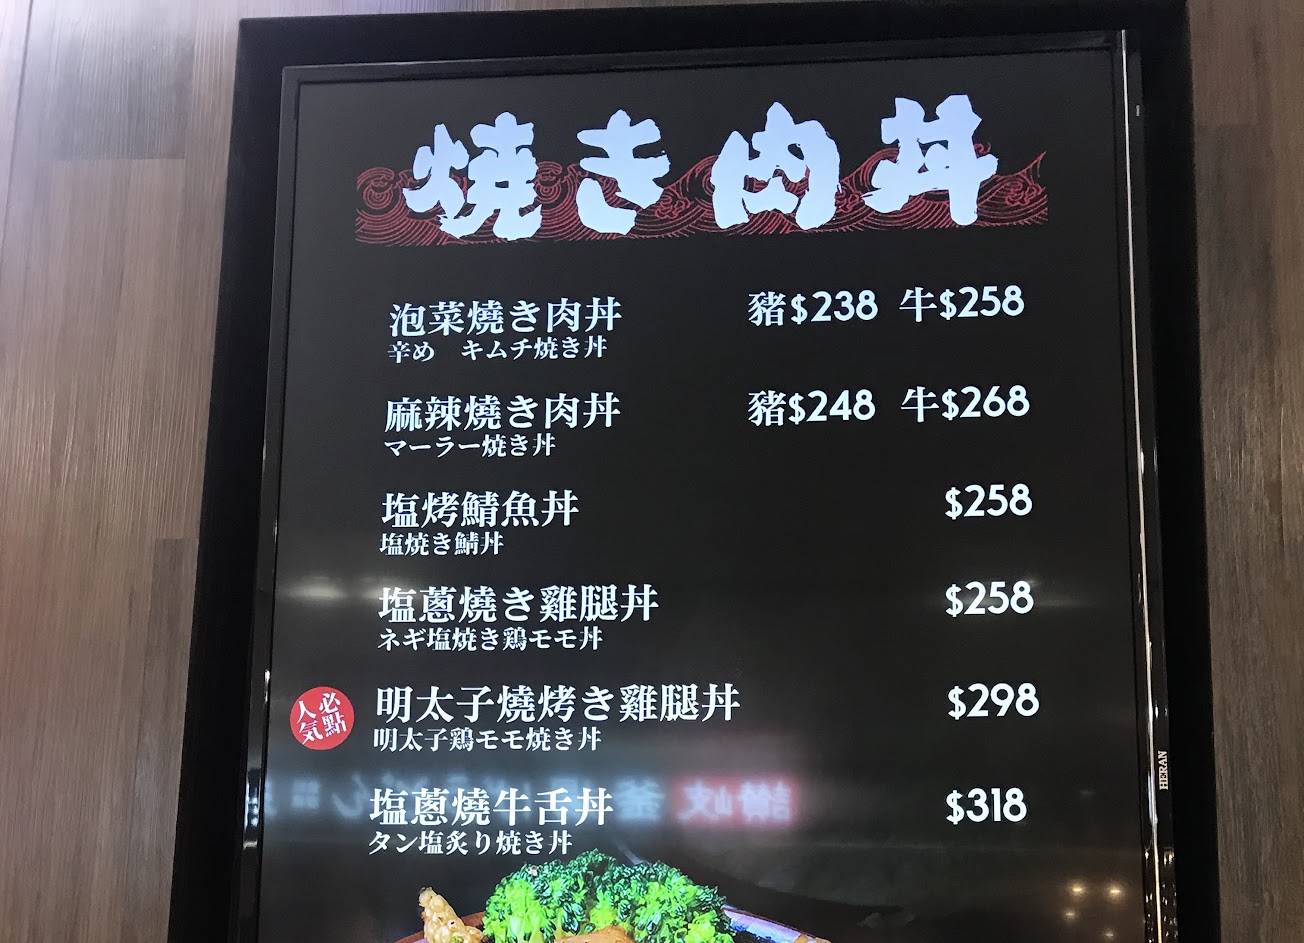 焼き肉丼
泡菜燒き肉丼 豬$238 牛$258
辛め キムチ焼き丼
麻辣燒き肉丼 豬$248 牛$268
マーラー焼き丼
塩烤鯖魚丼 $258
塩焼き鯖丼
塩蔥燒き雞腿丼 $258
ネギ塩焼き鶏モモ丼
人気必點
明太子燒烤き雞腿丼 $298
明太子鶏モモ焼き丼
塩蔥燒牛舌丼 $318
タン塩炙り焼き丼
HERAN